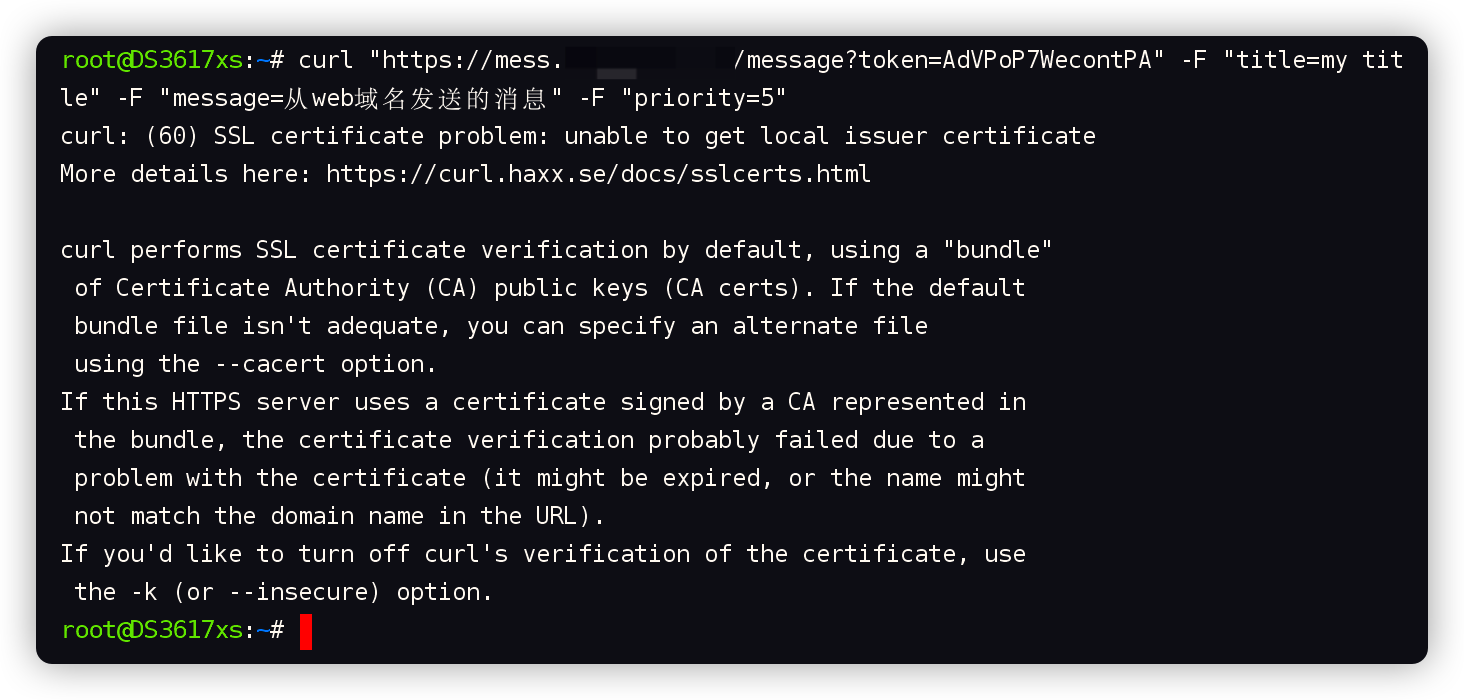 root@DS3617xs:~# curl "https://mess. /message?token=AdVPoP7WecontPA" -F "title=my tit
le" -F "message=从web域名发送的消息" -F "priority=5"
curl: (60) SSL certificate problem: unable to get local issuer certificate
More details here: https://curl.haxx.se/docs/sslcerts.html
curl performs SSL certificate verification by default, using a "bundle"
of Certificate Authority (CA) public keys (CA certs). If the default
bundle file isn't adequate, you can specify an alternate file
using the --cacert option.
If this HTTPS server uses a certificate signed by a CA represented in
the bundle, the certificate verification probably failed due to a
problem with the certificate (it might be expired, or the name might
not match the domain name in the URL).
If you'd like to turn off curl's verification of the certificate, use
the -k (or --insecure) option.
root@DS3617xs:~#